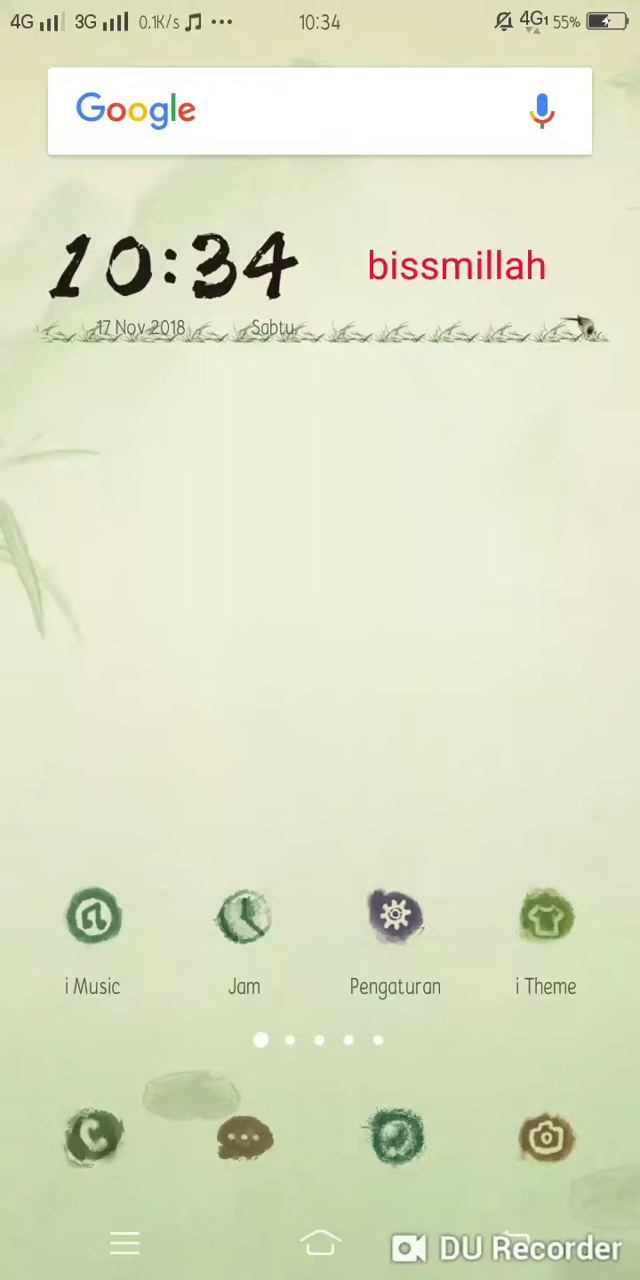 4G 3G 0.1K/s 10:34 4G1 55%
Google
10:34 bissmillah
17 Nov 2018 Sabtu
i Music Jam Pengaturan i Theme
DU Recorder